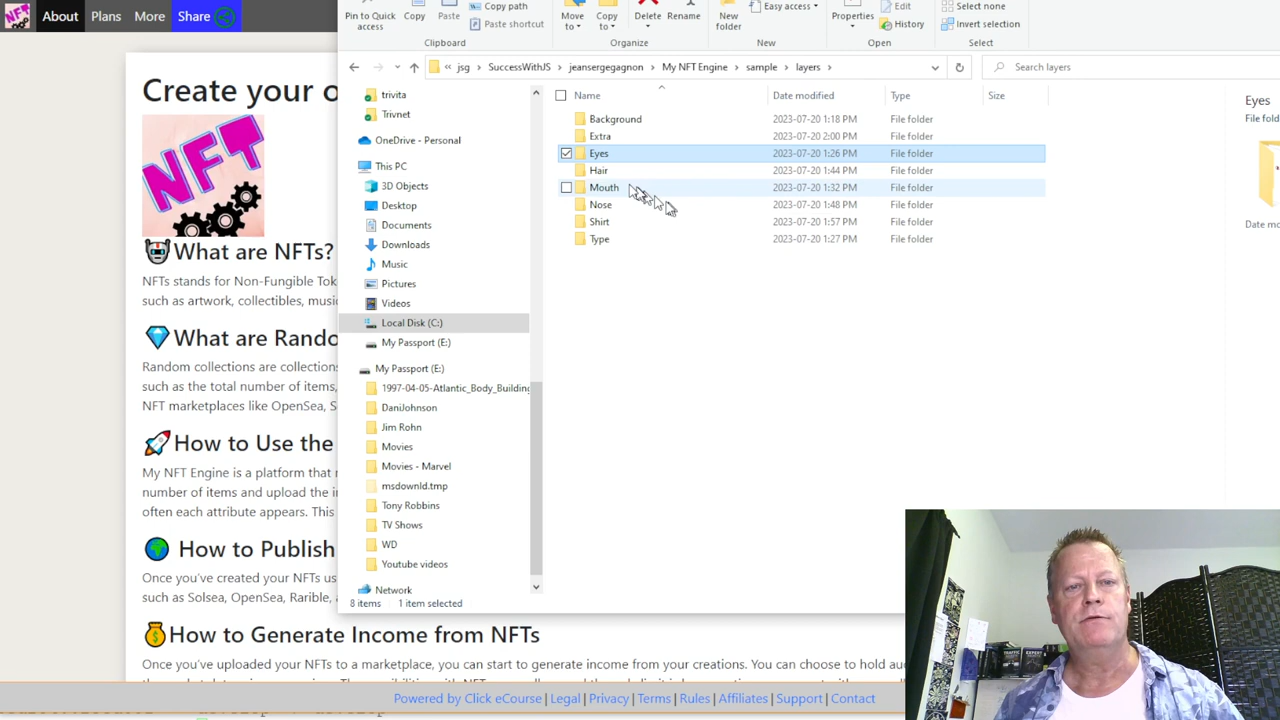 About Plans More Share
Create your o
NFT
What are NFTs?
NFTs stands for Non-Fungible Tok
such as artwork, collectibles, musi
What are Rando
Random collections are collection
such as the total number of items,
NFT marketplaces like OpenSea, S
How to Use the
My NFT Engine is a platform that
number of items and upload the i
often each attribute appears. This
How to Publish
Once you've created your NFTs us
such as Solsea, OpenSea, Rarible, a
How to Generate Income from NFTs
Once you've uploaded your NFTs to a marketplace, you can start to generate income from your creations. You can choose to hold au
Powered by Click eCourse | Legal | Privacy | Terms | Rules | Affiliates | Support | Contact
Pin to Quick access
Copy
Paste
Copy path
Paste shortcut
Clipboard
Move to
Copy to
Delete
Rename
Organize
New folder
Easy access
New
Properties
Edit
History
Open
Select none
Invert selection
Select
« jsg > SuccessWithJS > jeansergegagnon > My NFT Engine > sample > layers >
Search layers
trivita
Trivnet
OneDrive - Personal
This PC
3D Objects
Desktop
Documents
Downloads
Music
Pictures
Videos
Local Disk (C:)
My Passport (E:)
My Passport (E:)
1997-04-05-Atlantic_Body_Building
DaniJohnson
Jim Rohn
Movies
Movies - Marvel
msdownld.tmp
Tony Robbins
TV Shows
WD
Youtube videos
Network
8 items 1 item selected
Name Date modified Type Size
Background 2023-07-20 1:18 PM File folder
Extra 2023-07-20 2:00 PM File folder
Eyes 2023-07-20 1:26 PM File folder
Hair 2023-07-20 1:44 PM File folder
Mouth 2023-07-20 1:32 PM File folder
Nose 2023-07-20 1:48 PM File folder
Shirt 2023-07-20 1:57 PM File folder
Type 2023-07-20 1:27 PM File folder
Eyes
File fold
Date mo